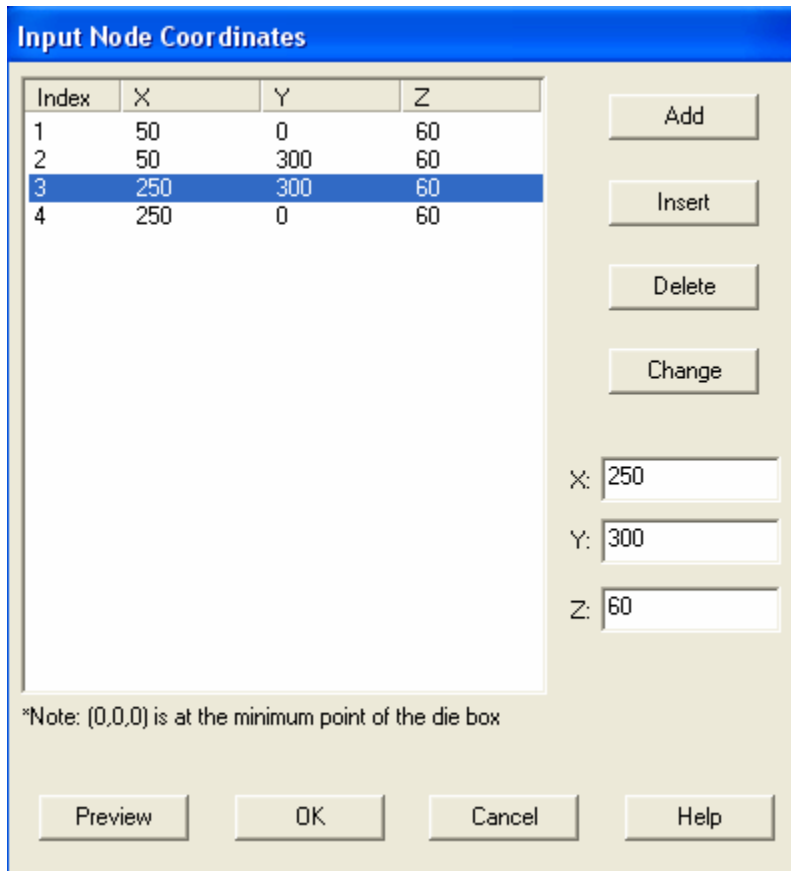 Input Node Coordinates
Index X Y Z
1 50 0 60
2 50 300 60
3 250 300 60
4 250 0 60
Add
Insert
Delete
Change
X: 250
Y: 300
Z: 60
*Note: (0,0,0) is at the minimum point of the die box
Preview OK Cancel Help